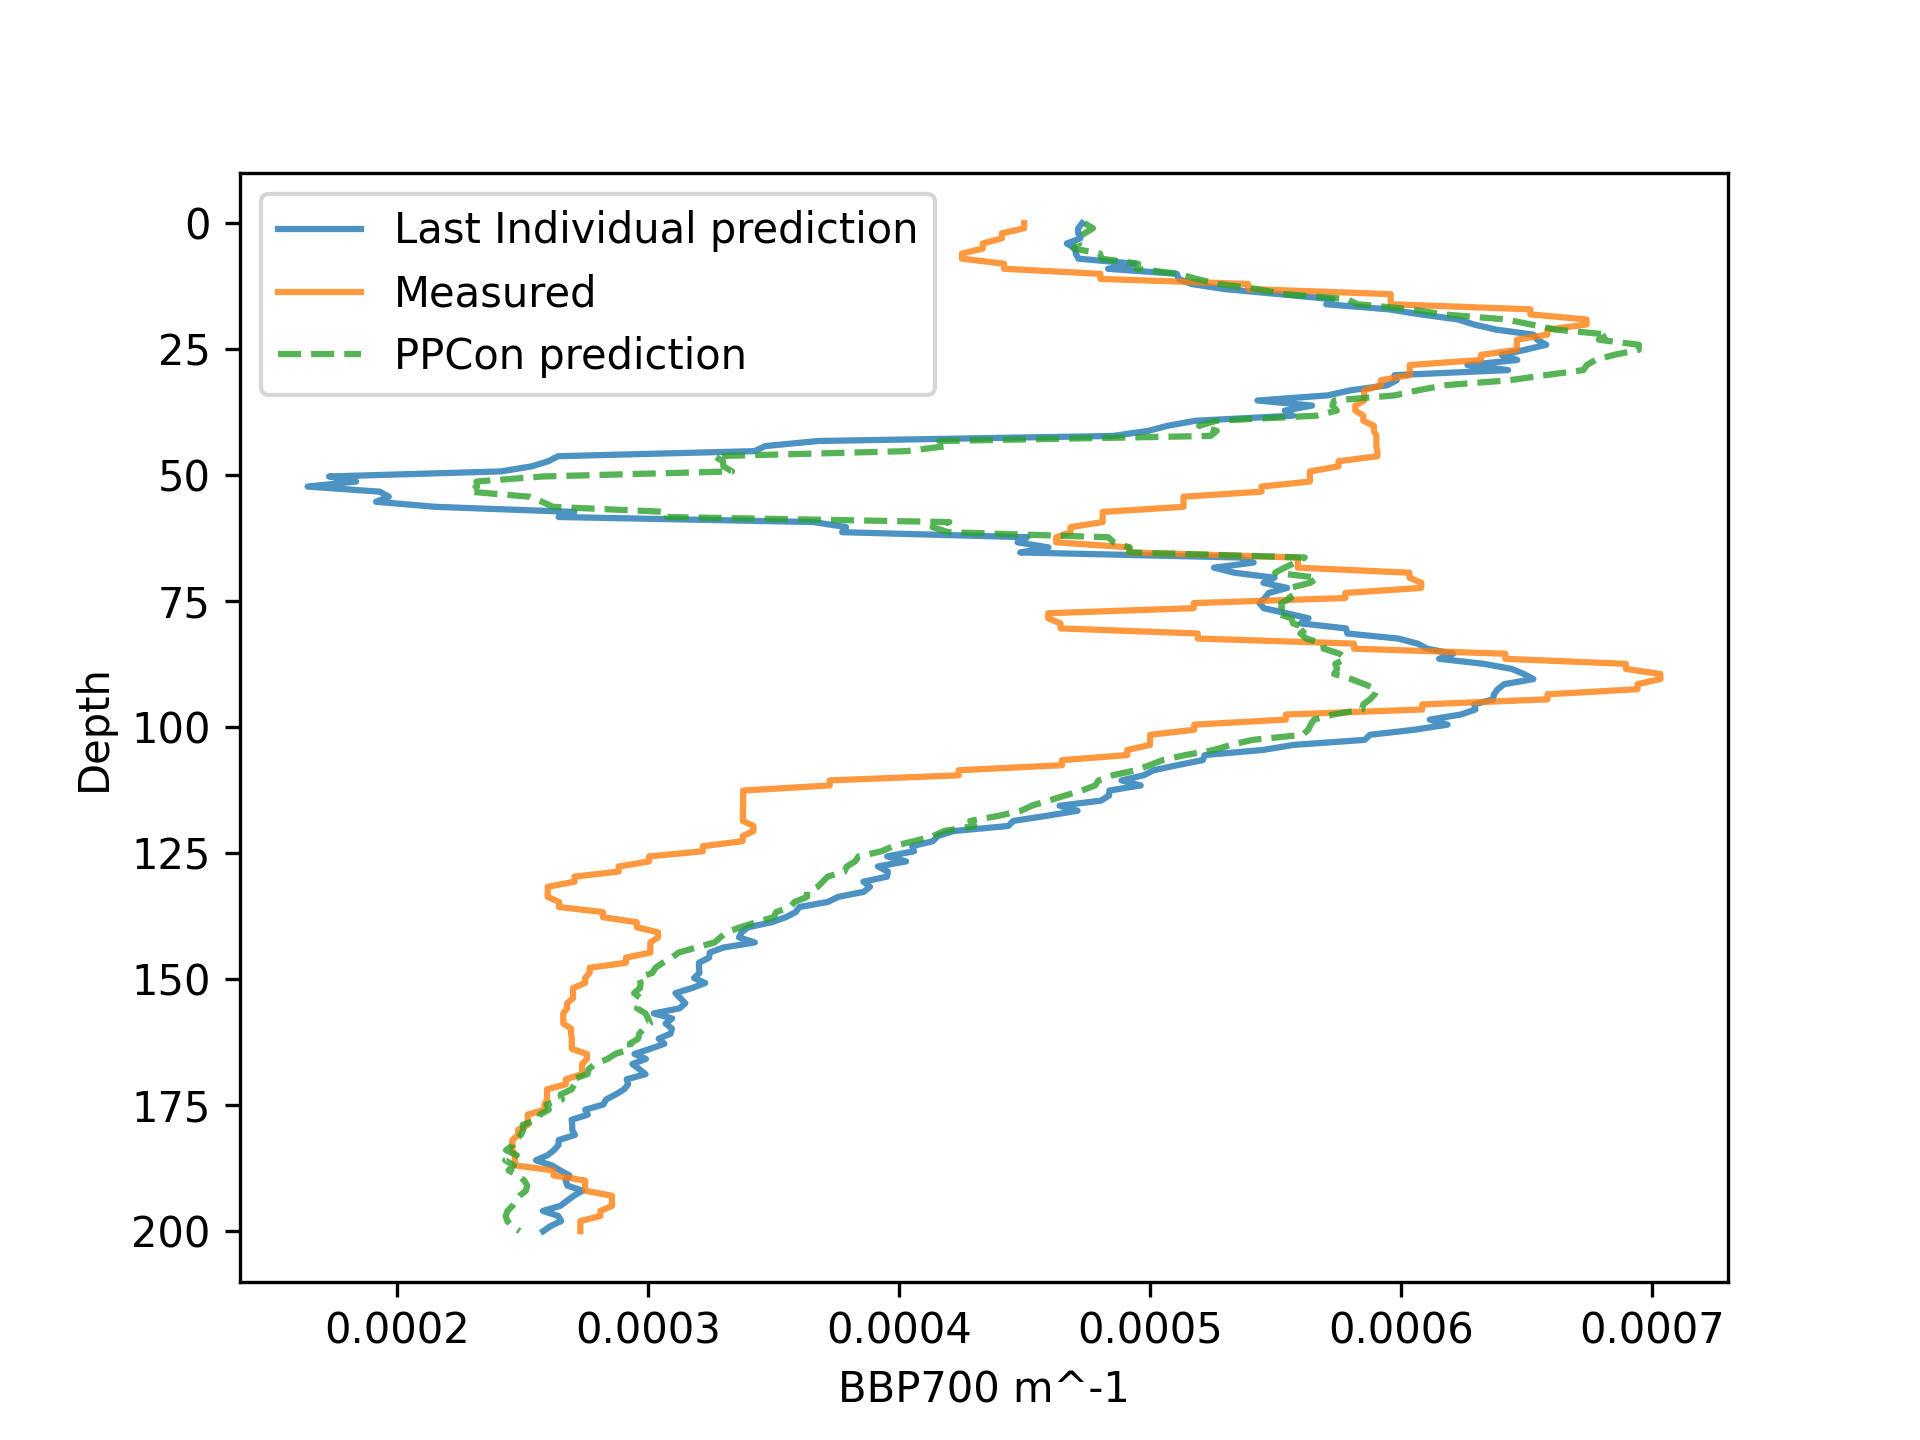 Last Individual prediction
Measured
PPCon prediction
0
25
50
75
100
125
150
175
200
Depth
0.0002 0.0003 0.0004 0.0005 0.0006 0.0007
BBP700 m^-1